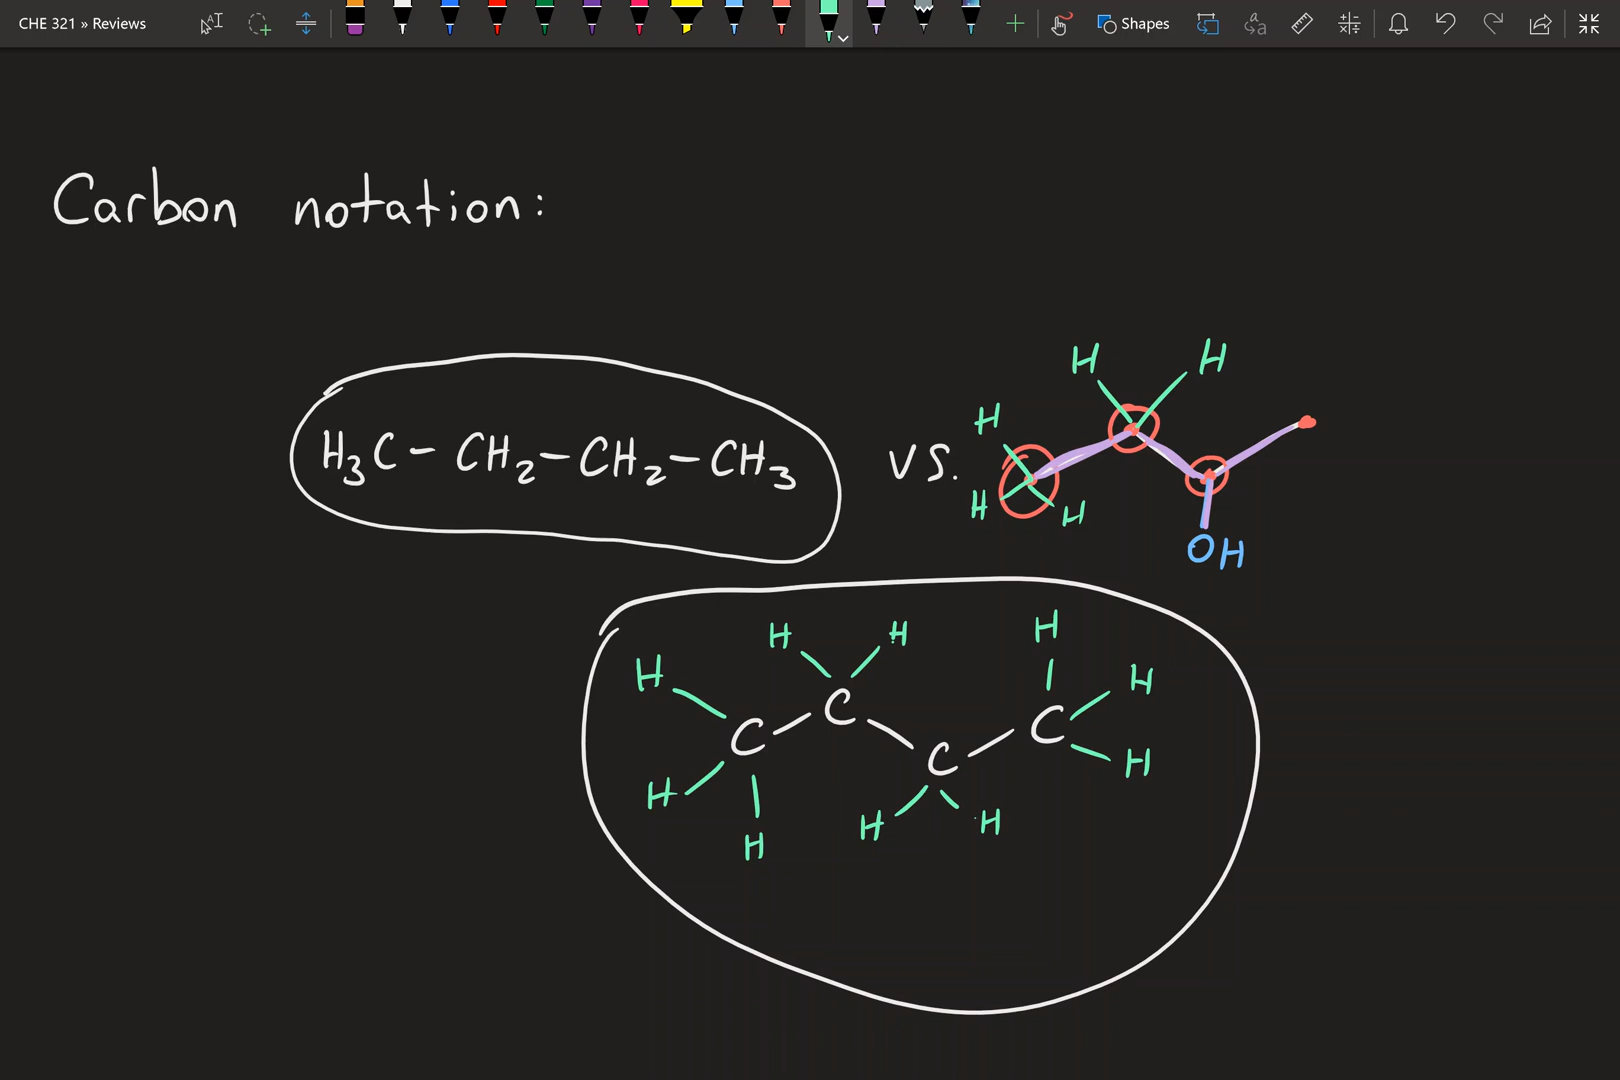 CHE 321 » Reviews
Shapes
Carbon notation:
H₃C – CH₂ – CH₂ – CH₃
vs.
H H
H
H H
OH
H H H
H H
C C C
C
H H
H H
H